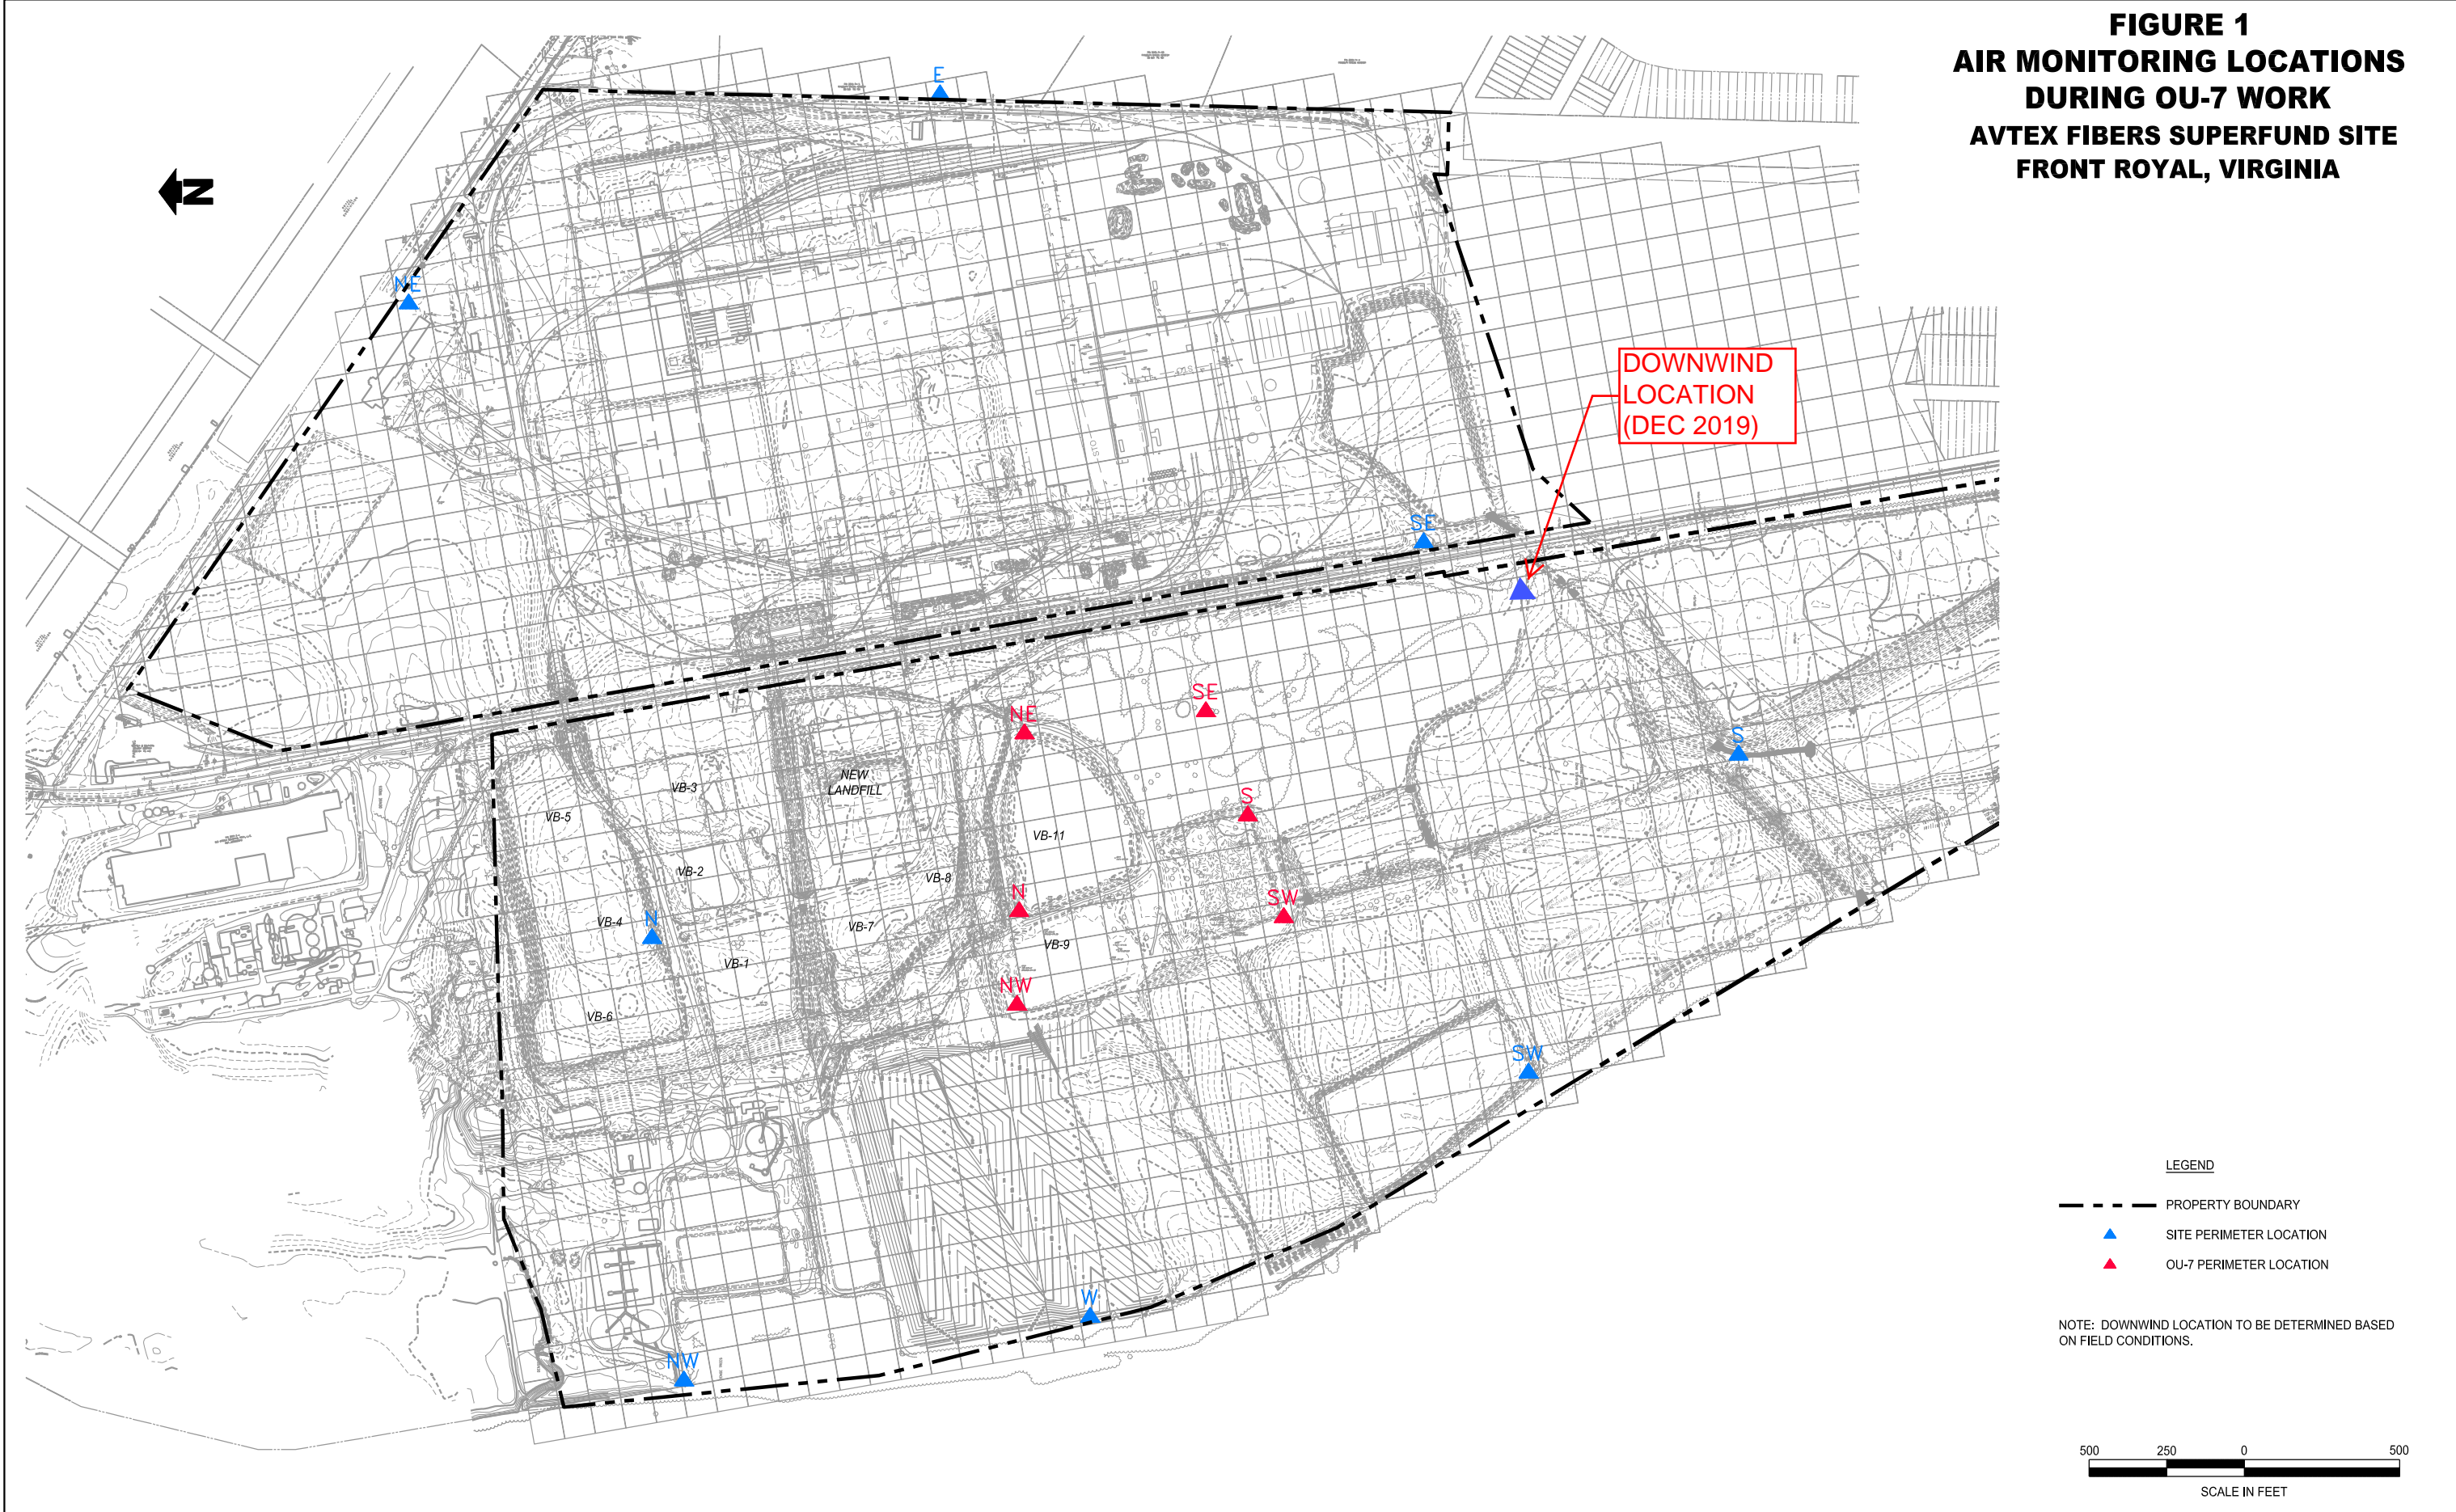 FIGURE 1
AIR MONITORING LOCATIONS
DURING OU-7 WORK
AVTEX FIBERS SUPERFUND SITE
FRONT ROYAL, VIRGINIA
N
E
NE
DOWNWIND
LOCATION
(DEC 2019)
SE
SE
NE
S
NEW
LANDFILL
VB-3
S
VB-5
VB-11
VB-2
VB-8
N
SW
VB-4
N
VB-7
VB-9
VB-1
NW
VB-6
SW
W
NW
LEGEND
PROPERTY BOUNDARY
SITE PERIMETER LOCATION
OU-7 PERIMETER LOCATION
NOTE: DOWNWIND LOCATION TO BE DETERMINED BASED
ON FIELD CONDITIONS.
500 250 0 500
SCALE IN FEET